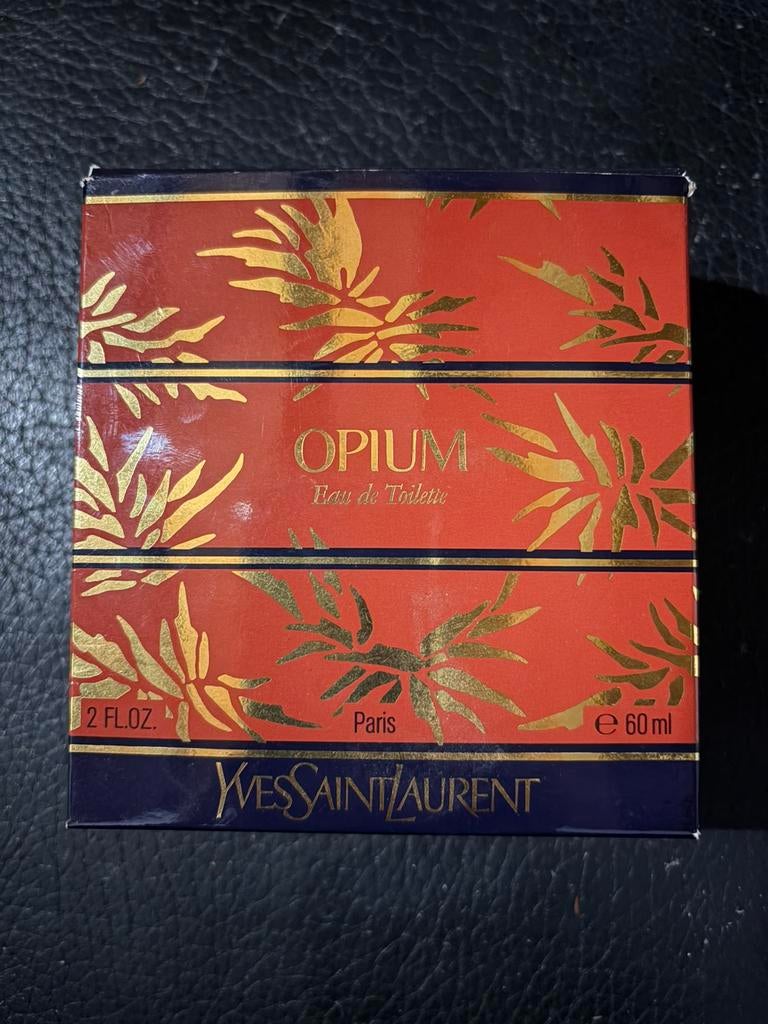 OPIUM
Eau de Toilette
2 FL.OZ. Paris ℮ 60 ml
YVESSAINTLAURENT